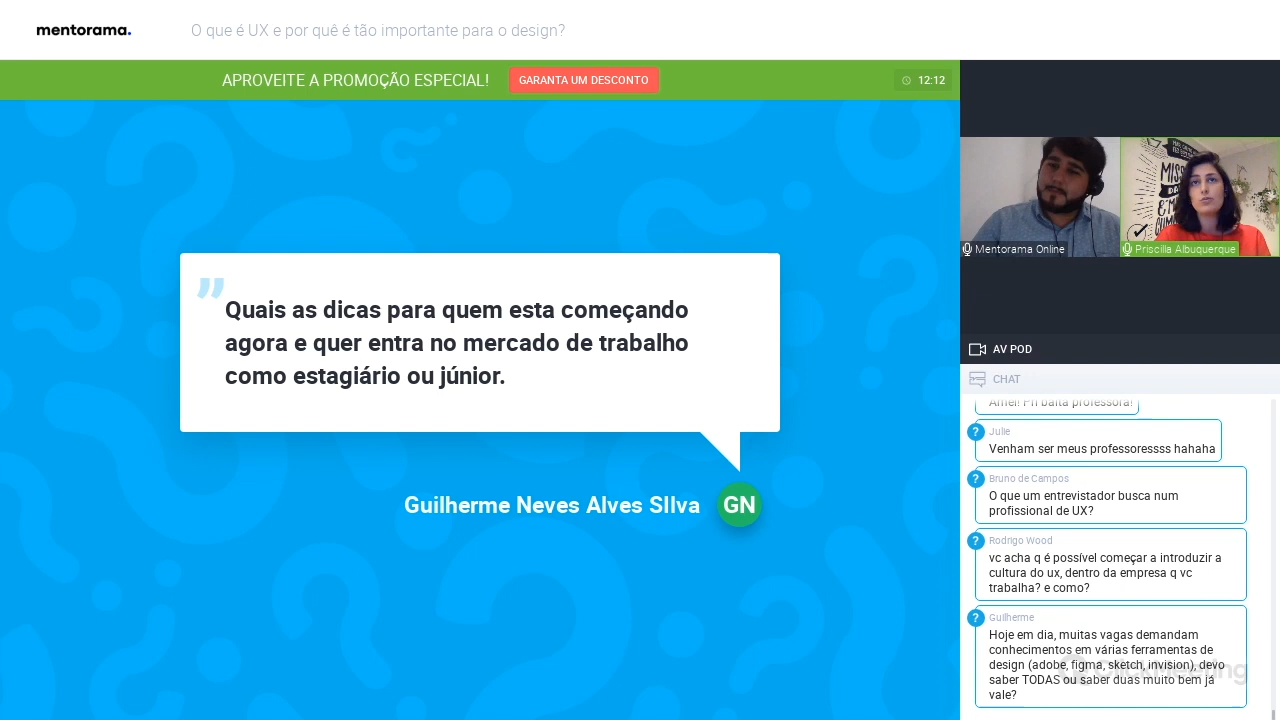 mentorama.
O que é UX e por quê é tão importante para o design?
APROVEITE A PROMOÇÃO ESPECIAL!
GARANTA UM DESCONTO
12:12
Quais as dicas para quem esta começando
agora e quer entra no mercado de trabalho
como estagiário ou júnior.
Guilherme Neves Alves SIlva
GN
Mentorama Online
Priscilla Albuquerque
AV POD
CHAT
Julie
Venham ser meus professoressss hahaha
Bruno de Campos
O que um entrevistador busca num
profissional de UX?
Rodrigo Wood
vc acha q é possível começar a introduzir a
cultura do ux, dentro da empresa q vc
trabalha? e como?
Guilherme
Hoje em dia, muitas vagas demandam
conhecimentos em várias ferramentas de
design (adobe, figma, sketch, invision), devo
saber TODAS ou saber duas muito bem já
vale?